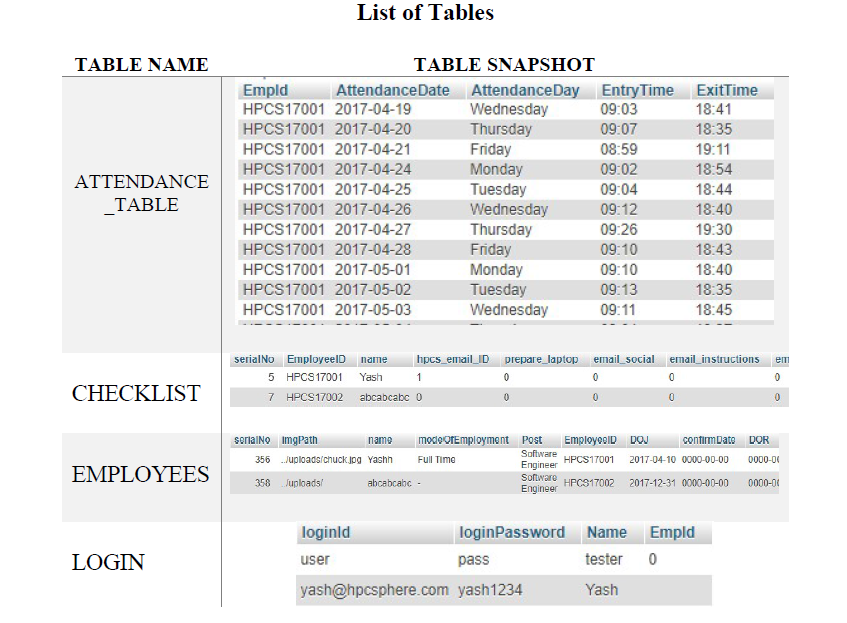 List of Tables
TABLE NAME TABLE SNAPSHOT
EmpId AttendanceDate AttendanceDay EntryTime ExitTime
HPCS17001 2017-04-19 Wednesday 09:03 18:41
HPCS17001 2017-04-20 Thursday 09:07 18:35
HPCS17001 2017-04-21 Friday 08:59 19:11
HPCS17001 2017-04-24 Monday 09:02 18:54
HPCS17001 2017-04-25 Tuesday 09:04 18:44
HPCS17001 2017-04-26 Wednesday 09:12 18:40
HPCS17001 2017-04-27 Thursday 09:26 19:30
HPCS17001 2017-04-28 Friday 09:10 18:43
HPCS17001 2017-05-01 Monday 09:10 18:40
HPCS17001 2017-05-02 Tuesday 09:13 18:35
HPCS17001 2017-05-03 Wednesday 09:11 18:45
ATTENDANCE
_TABLE
serialNo EmployeeID name hpcs_email_ID prepare_laptop email_social email_instructions em
5 HPCS17001 Yash 1 0 0 0 0
7 HPCS17002 abcabcabc 0 0 0 0 0
CHECKLIST
serialNo imgPath name modeOfEmployment Post EmployeeID DOJ confirmDate DOR
356 ../uploads/chuck.jpg Yashh Full Time Software Engineer HPCS17001 2017-04-10 0000-00-00 0000-00
358 ../uploads/ abcabcabc - Software Engineer HPCS17002 2017-12-31 0000-00-00 0000-00
EMPLOYEES
loginId loginPassword Name EmpId
user pass tester 0
yash@hpcsphere.com yash1234 Yash
LOGIN